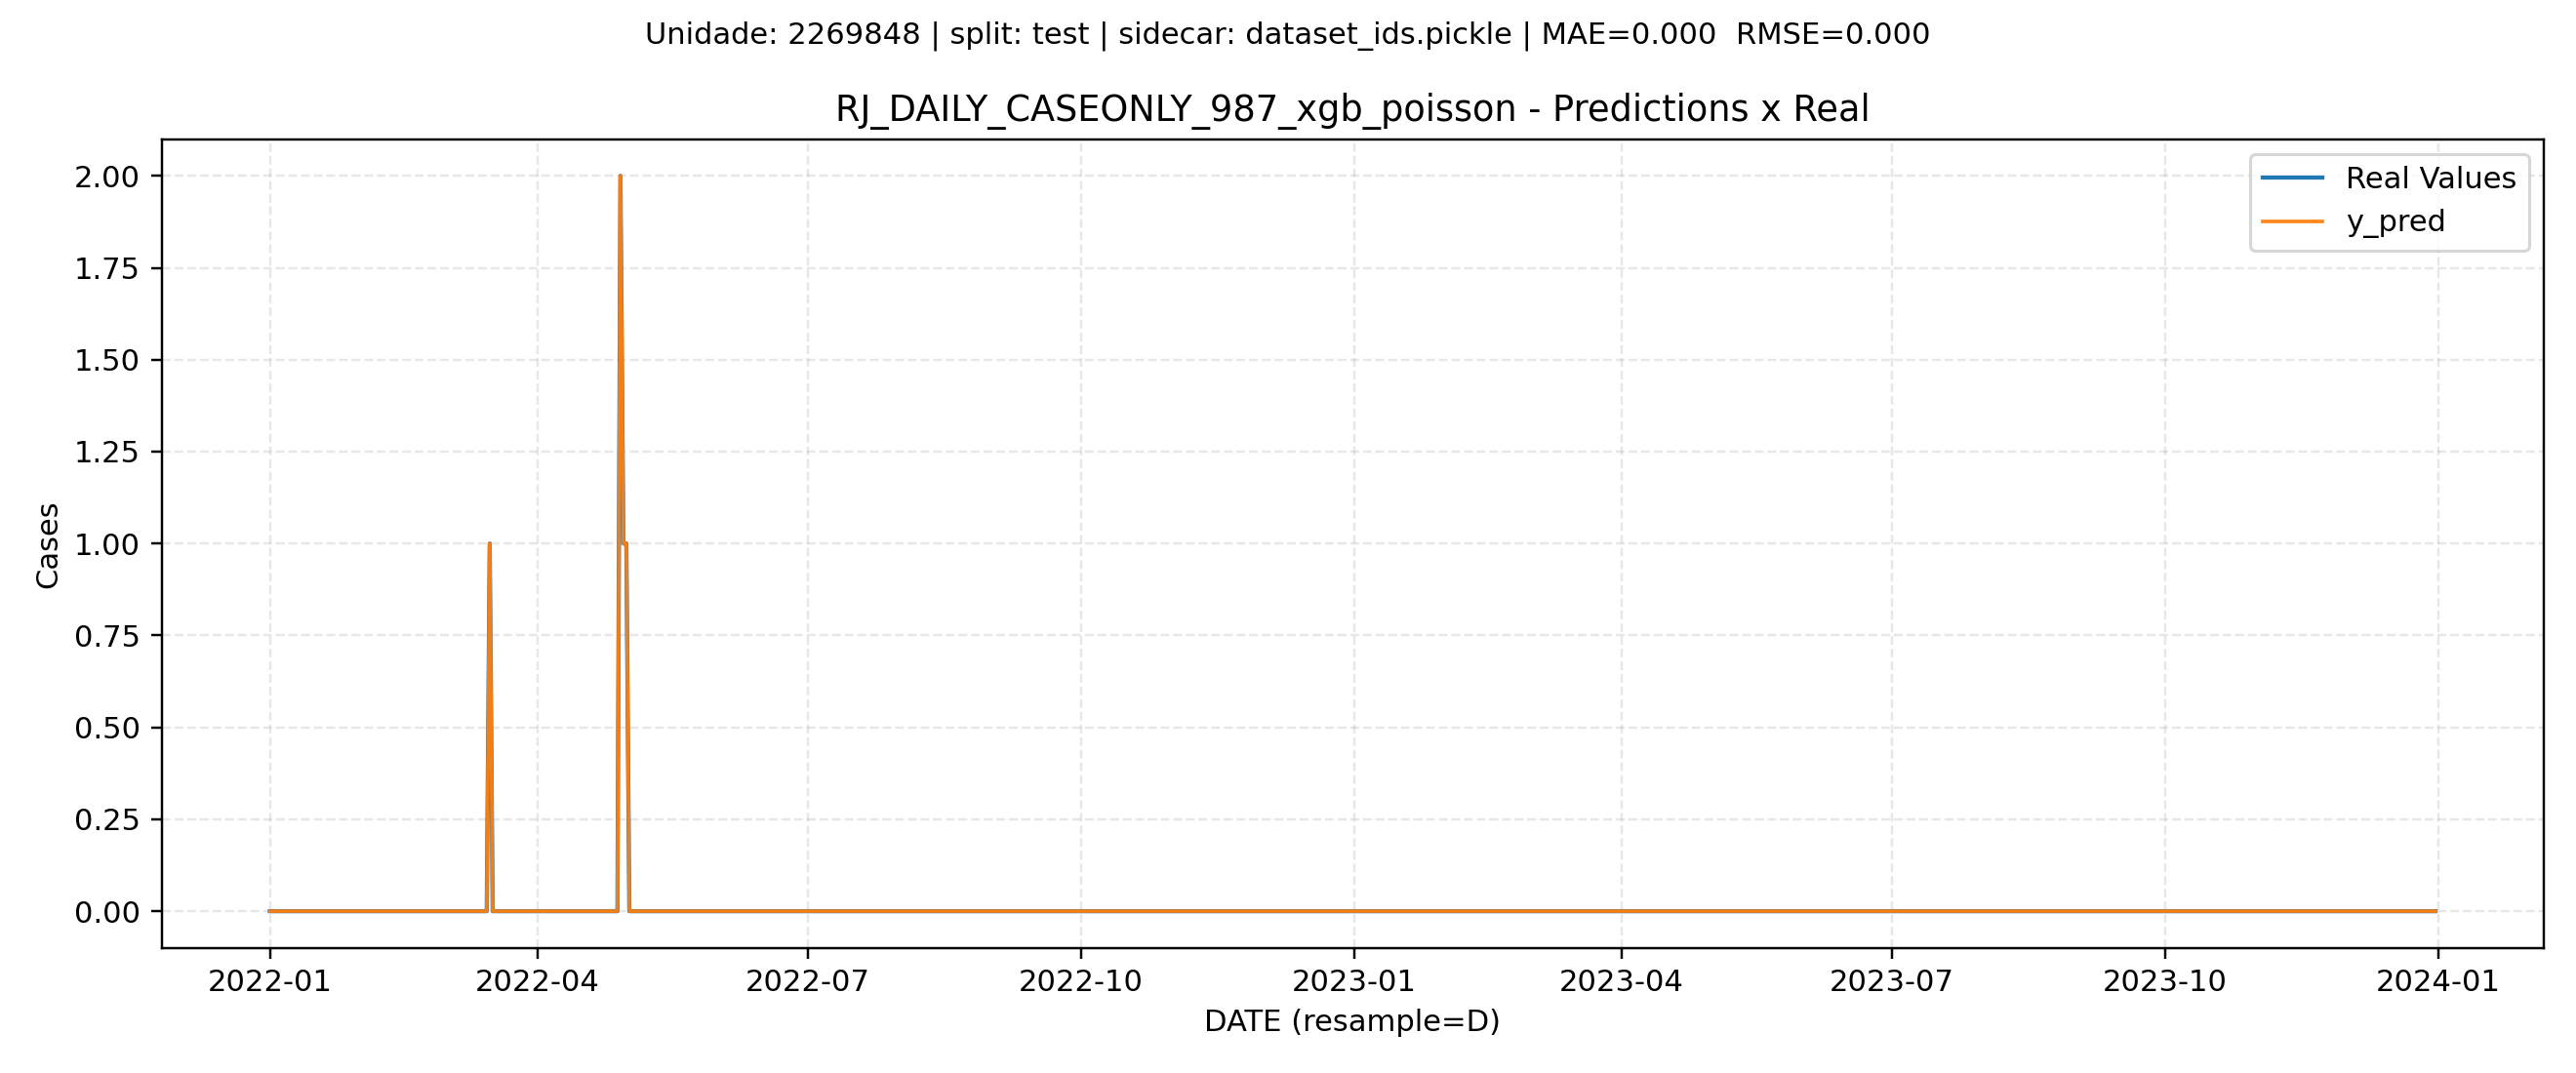 Unidade: 2269848 | split: test | sidecar: dataset_ids.pickle | MAE=0.000  RMSE=0.000
RJ_DAILY_CASEONLY_987_xgb_poisson - Predictions x Real
Real Values
y_pred
Cases
2.00
1.75
1.50
1.25
1.00
0.75
0.50
0.25
0.00
2022-01 2022-04 2022-07 2022-10 2023-01 2023-04 2023-07 2023-10 2024-01
DATE (resample=D)